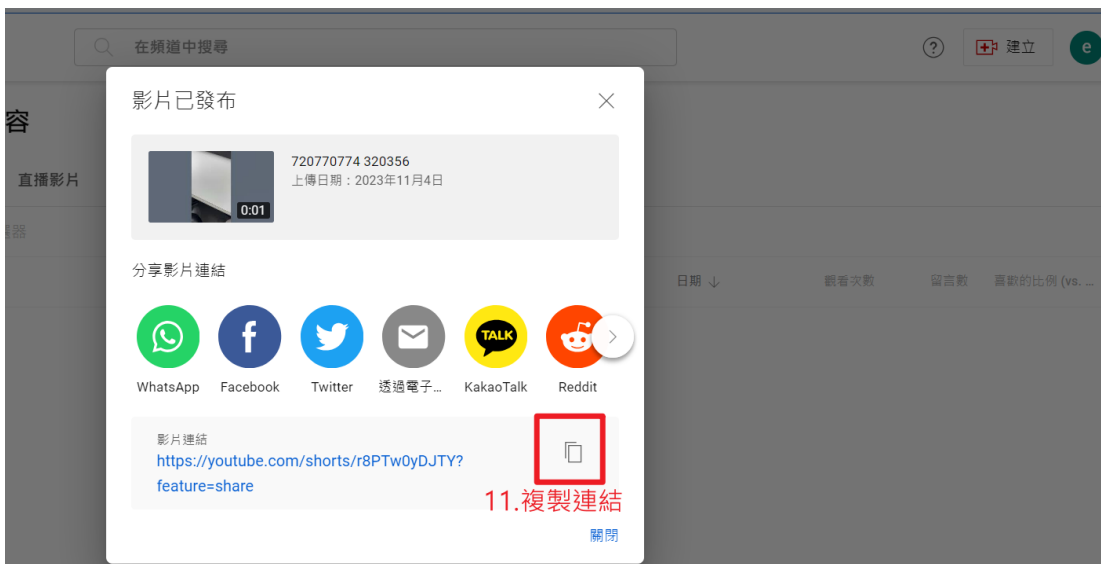 在頻道中搜尋
建立
e
影片已發布
容
720770774 320356
上傳日期：2023年11月4日
0:01
直播影片
分享影片連結
日期 ↓
觀看次數
留言數
喜歡的比例 (vs. ...
TALK
WhatsApp
Facebook
Twitter
透過電子...
KakaoTalk
Reddit
影片連結
https://youtube.com/shorts/r8PTw0yDJTY?
feature=share
11.複製連結
關閉